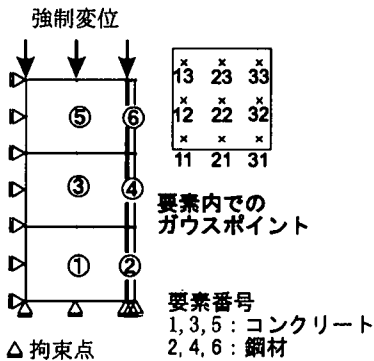 強制変位
13 23 33
12 22 32
11 21 31
⑤ ⑥
③ ④
① ②
要素内での
ガウスポイント
要素番号
1,3,5：コンクリート
2,4,6：鋼材
△ 拘束点